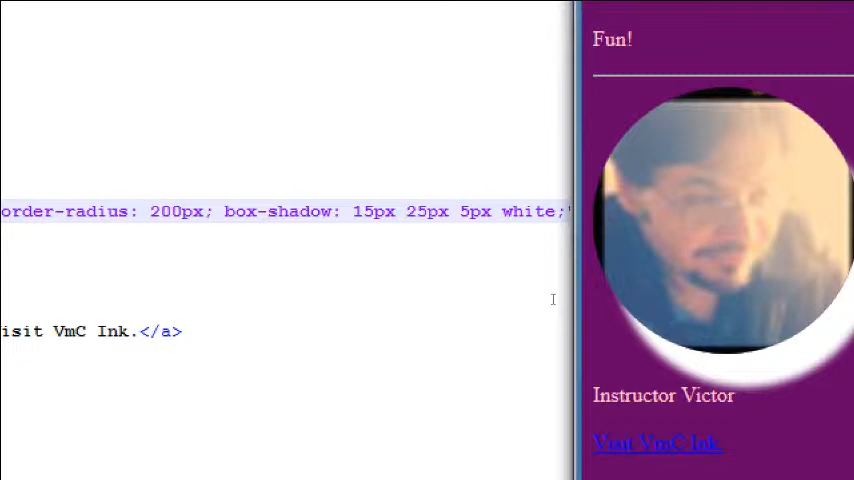 Fun!
order-radius: 200px; box-shadow: 15px 25px 5px white;"
isit VmC Ink.</a>
Instructor Victor
Visit VmC Ink.